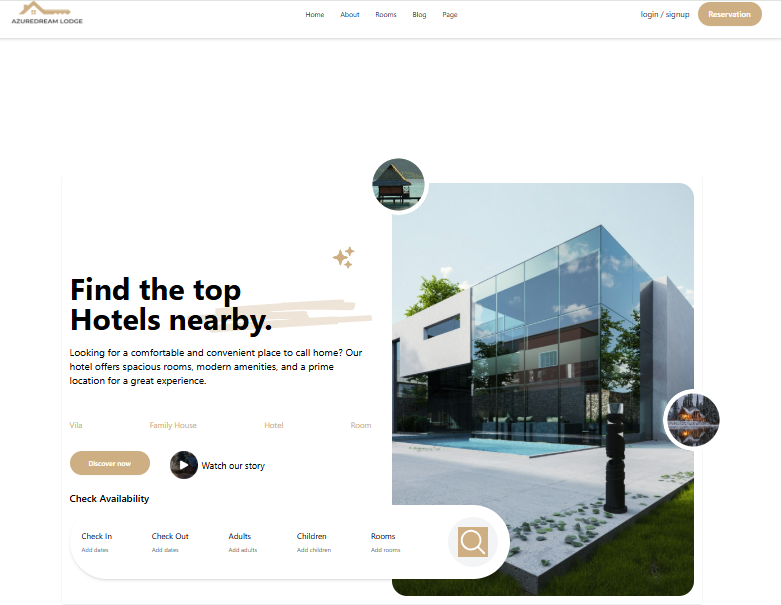 AZUREDREAM LODGE
Home About Rooms Blog Page
login / signup
Reservation
Find the top
Hotels nearby.
Looking for a comfortable and convenient place to call home? Our
hotel offers spacious rooms, modern amenities, and a prime
location for a great experience.
Vila Family House Hotel Room
Discover now
Watch our story
Check Availability
Check In Check Out Adults Children Rooms
Add dates Add dates Add adults Add children Add rooms